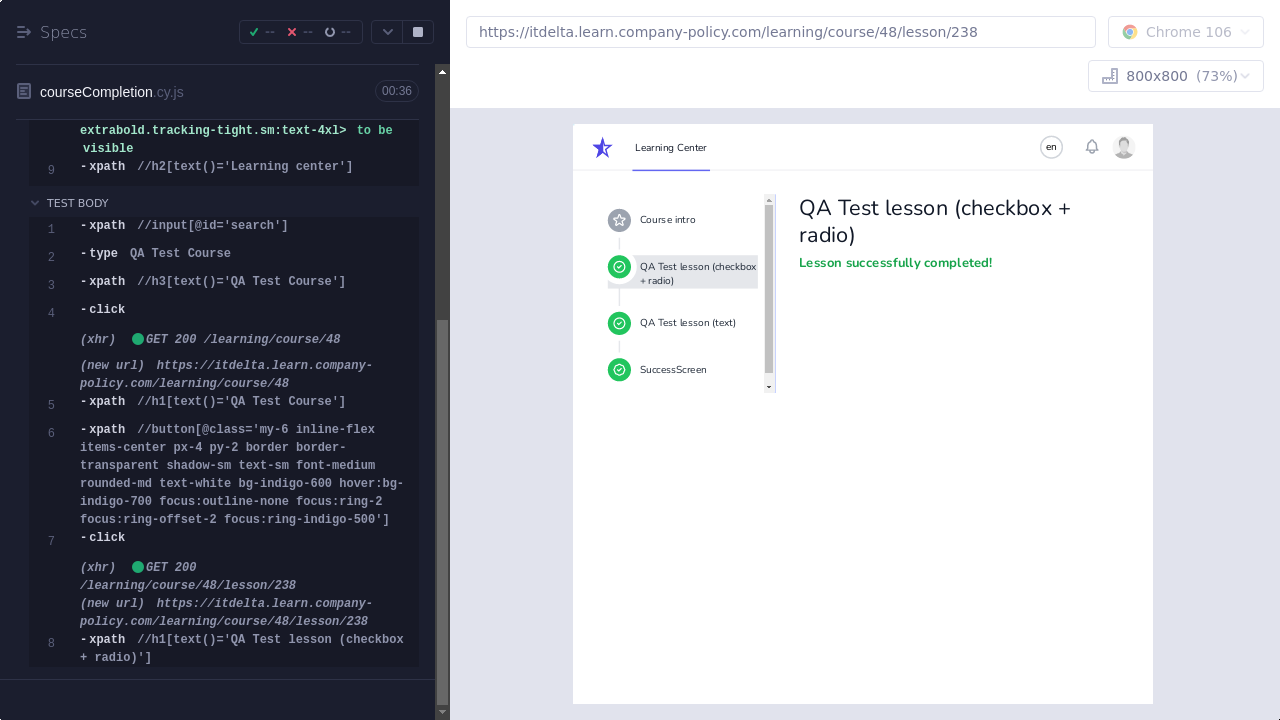 Specs
--
--
--
courseCompletion.cy.js
00:36
extrabold.tracking-tight.sm:text-4xl> to be
visible
9 -xpath //h2[text()='Learning center']
TEST BODY
1 -xpath //input[@id='search']
2 -type QA Test Course
3 -xpath //h3[text()='QA Test Course']
4 -click
(xhr) GET 200 /learning/course/48
(new url) https://itdelta.learn.company-
policy.com/learning/course/48
5 -xpath //h1[text()='QA Test Course']
6 -xpath //button[@class='my-6 inline-flex
items-center px-4 py-2 border border-
transparent shadow-sm text-sm font-medium
rounded-md text-white bg-indigo-600 hover:bg-
indigo-700 focus:outline-none focus:ring-2
focus:ring-offset-2 focus:ring-indigo-500']
7 -click
(xhr) GET 200
/learning/course/48/lesson/238
(new url) https://itdelta.learn.company-
policy.com/learning/course/48/lesson/238
8 -xpath //h1[text()='QA Test lesson (checkbox
+ radio)']
https://itdelta.learn.company-policy.com/learning/course/48/lesson/238
Chrome 106
800x800 (73%)
Learning Center
en
Course intro
QA Test lesson (checkbox
+ radio)
QA Test lesson (text)
SuccessScreen
QA Test lesson (checkbox +
radio)
Lesson successfully completed!